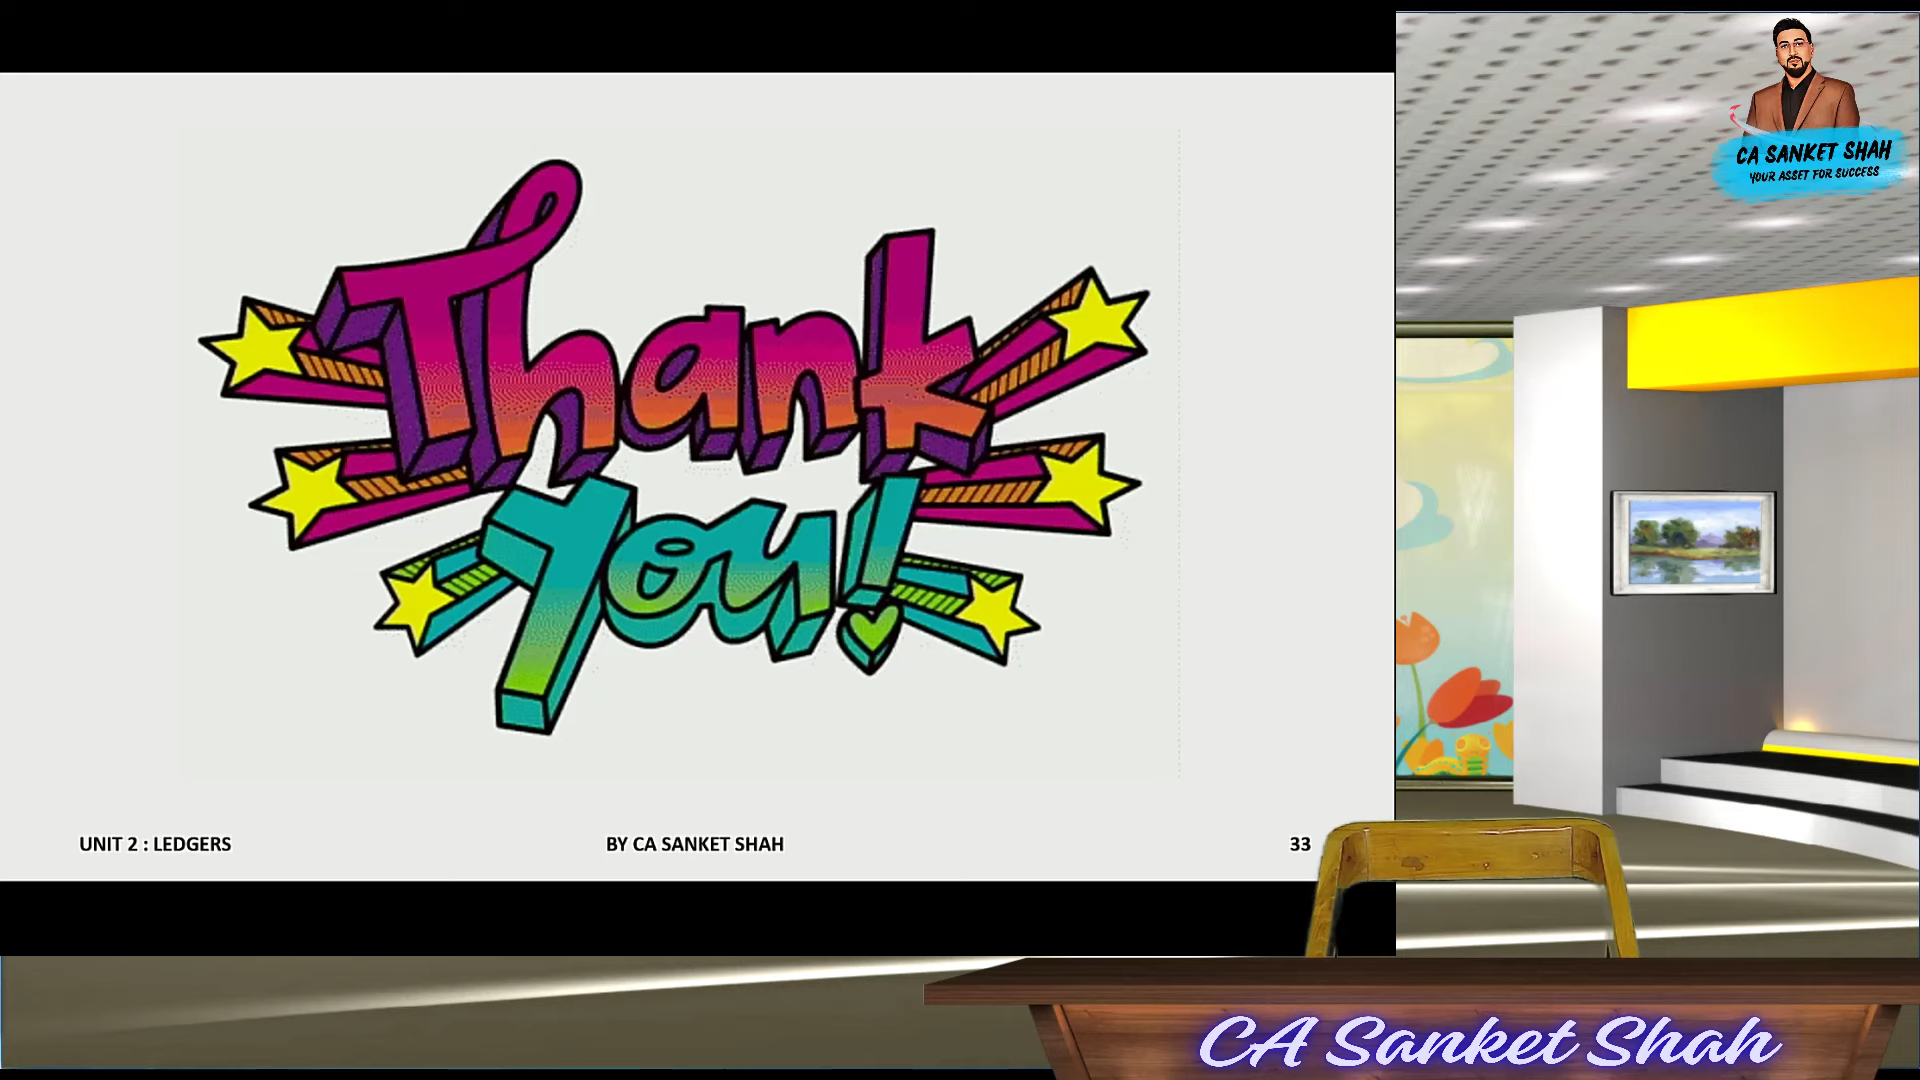 CA SANKET SHAH
YOUR ASSET FOR SUCCESS
Thank
You!
UNIT 2 : LEDGERS
BY CA SANKET SHAH
33
CA Sanket Shah